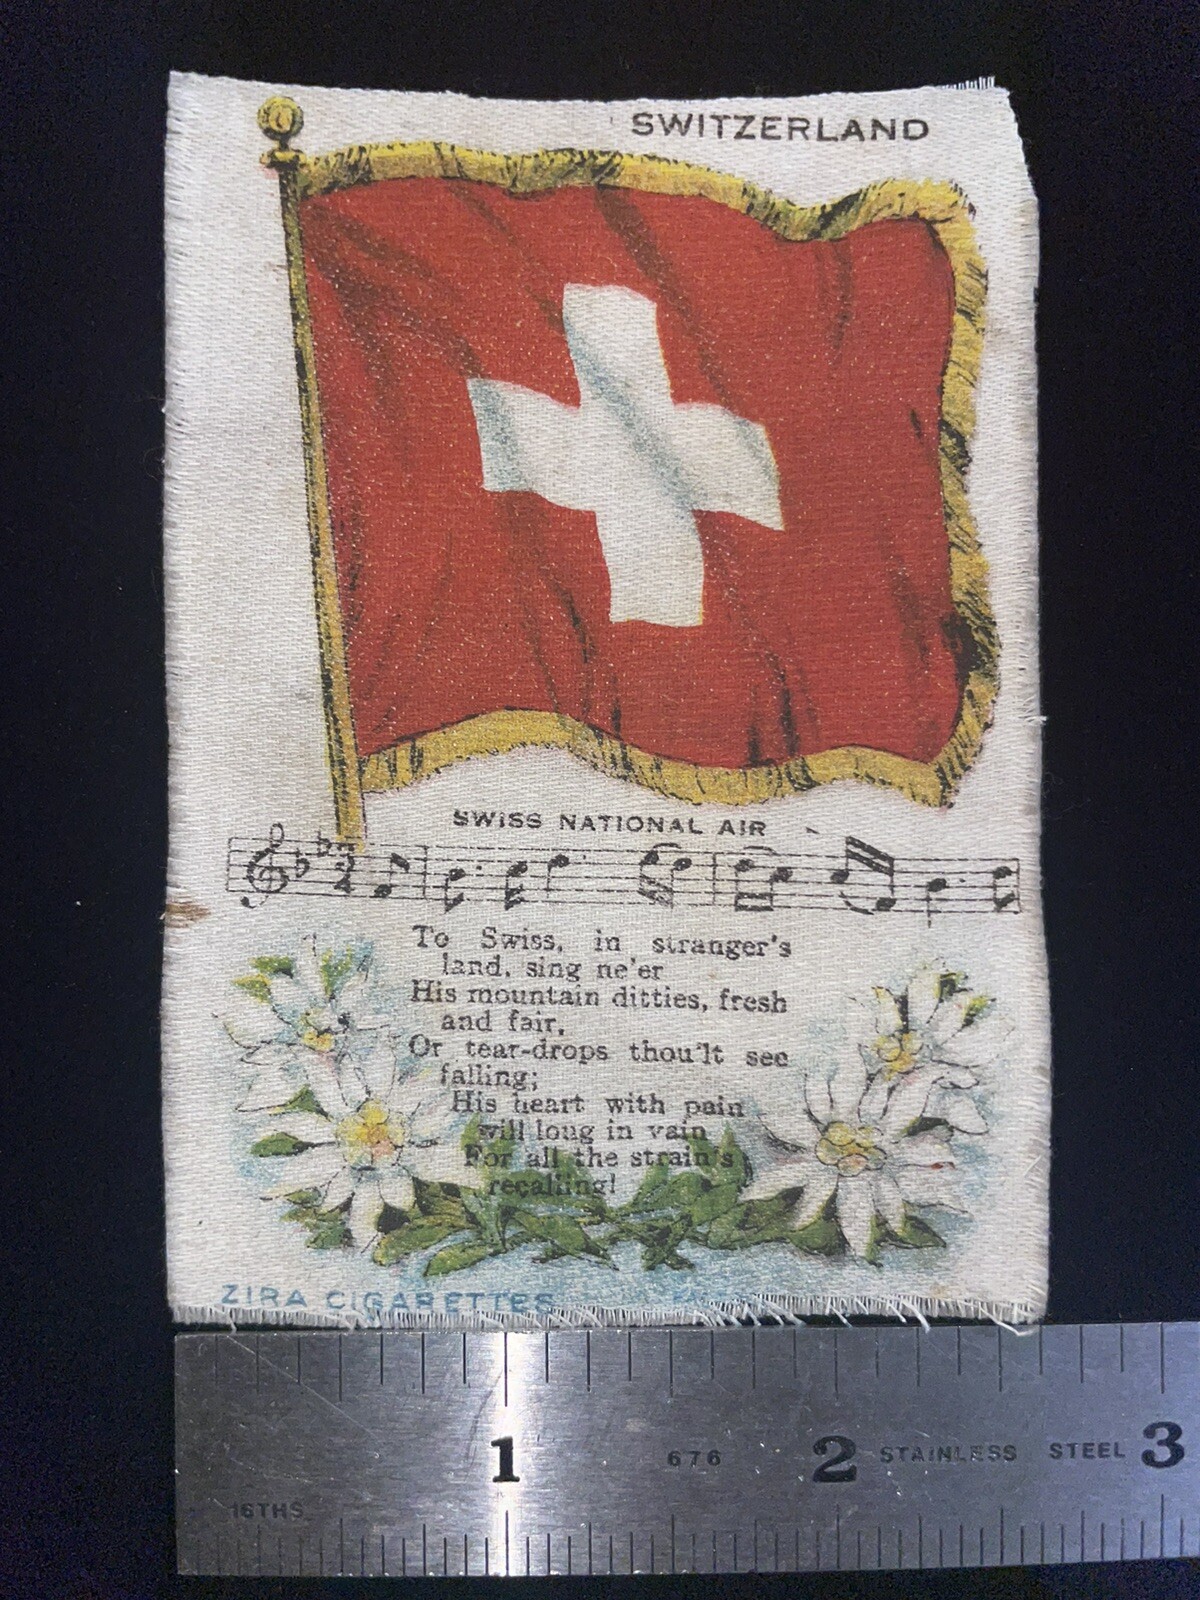 SWITZERLAND
SWISS NATIONAL AIR
2
4
To Swiss, in stranger's
land, sing ne'er
His mountain ditties, fresh
and fair,
Or tear-drops thou'lt see
falling;
His heart with pain
will long in vain
For all the strain's
recalling!
ZIRA CIGARETTES
1 676 2 STAINLESS STEEL 3
16THS